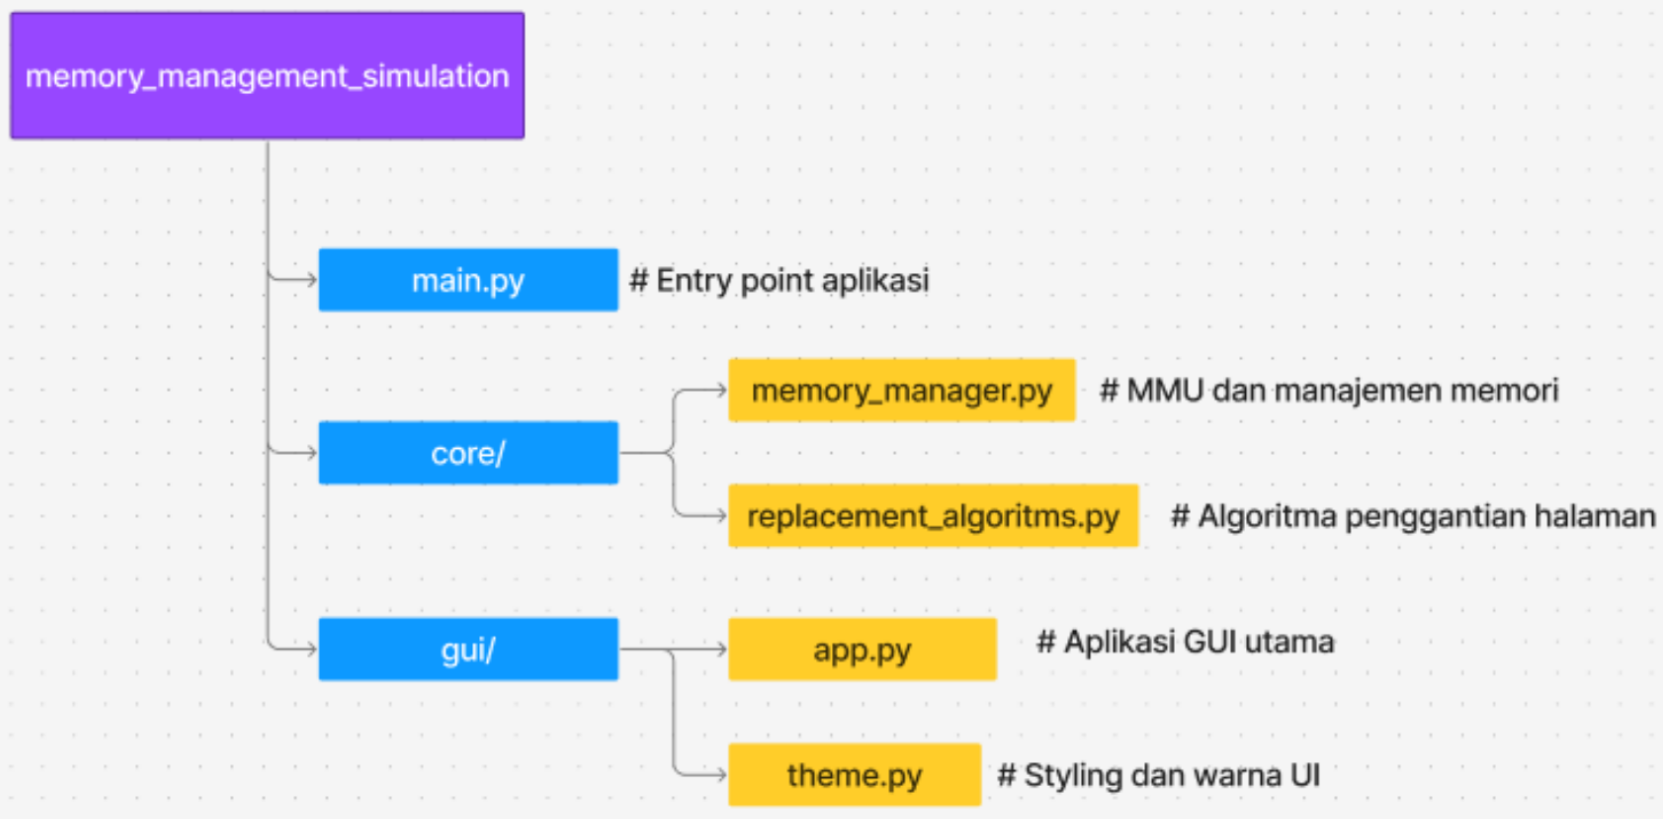 memory_management_simulation
main.py # Entry point aplikasi
memory_manager.py # MMU dan manajemen memori
core/
replacement_algoritms.py # Algoritma penggantian halaman
gui/ app.py # Aplikasi GUI utama
theme.py # Styling dan warna UI